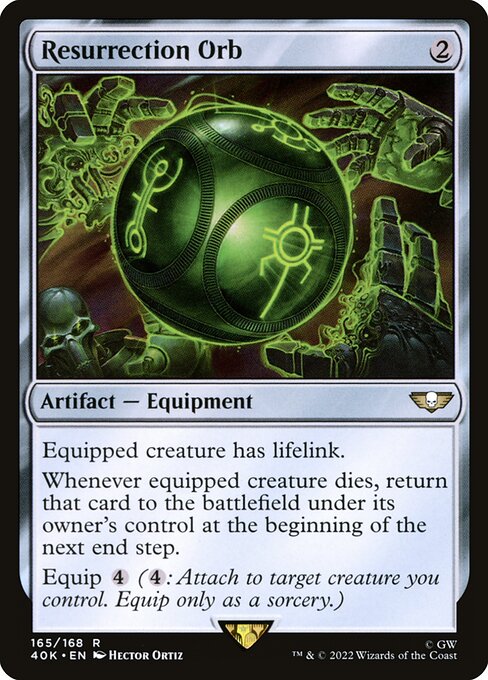 Resurrection Orb 2
Artifact — Equipment
Equipped creature has lifelink.
Whenever equipped creature dies, return
that card to the battlefield under its
owner's control at the beginning of the
next end step.
Equip 4 (4: Attach to target creature you
control. Equip only as a sorcery.)
165/168 R
40K • EN Hector Ortiz
© GW
™ & © 2022 Wizards of the Coast